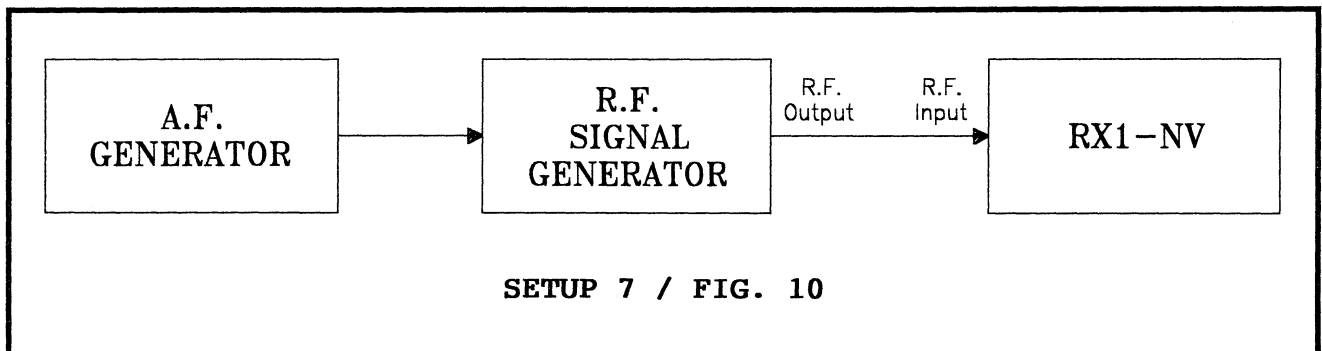 A.F.
GENERATOR
R.F.
SIGNAL
GENERATOR
R.F.
Output
R.F.
Input
RX1-NV
SETUP 7 / FIG. 10